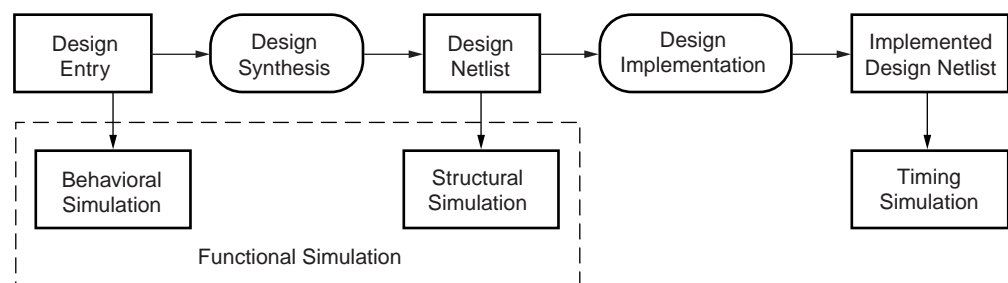 Design
Entry
Design
Synthesis
Design
Netlist
Design
Implementation
Implemented
Design Netlist
Behavioral
Simulation
Structural
Simulation
Timing
Simulation
Functional Simulation